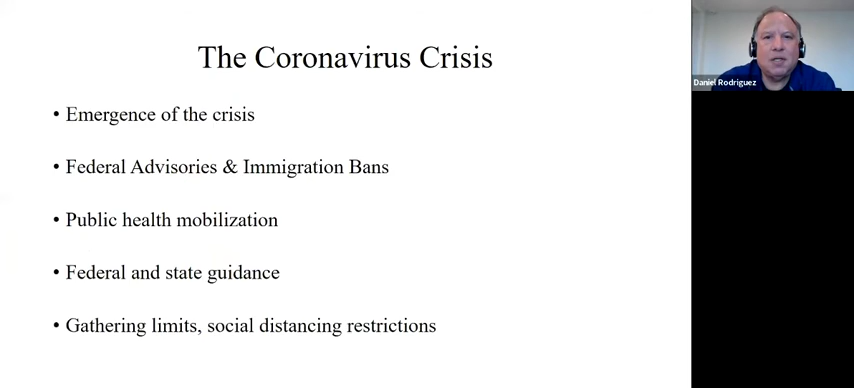 The Coronavirus Crisis
• Emergence of the crisis
• Federal Advisories & Immigration Bans
• Public health mobilization
• Federal and state guidance
• Gathering limits, social distancing restrictions
Daniel Rodriguez